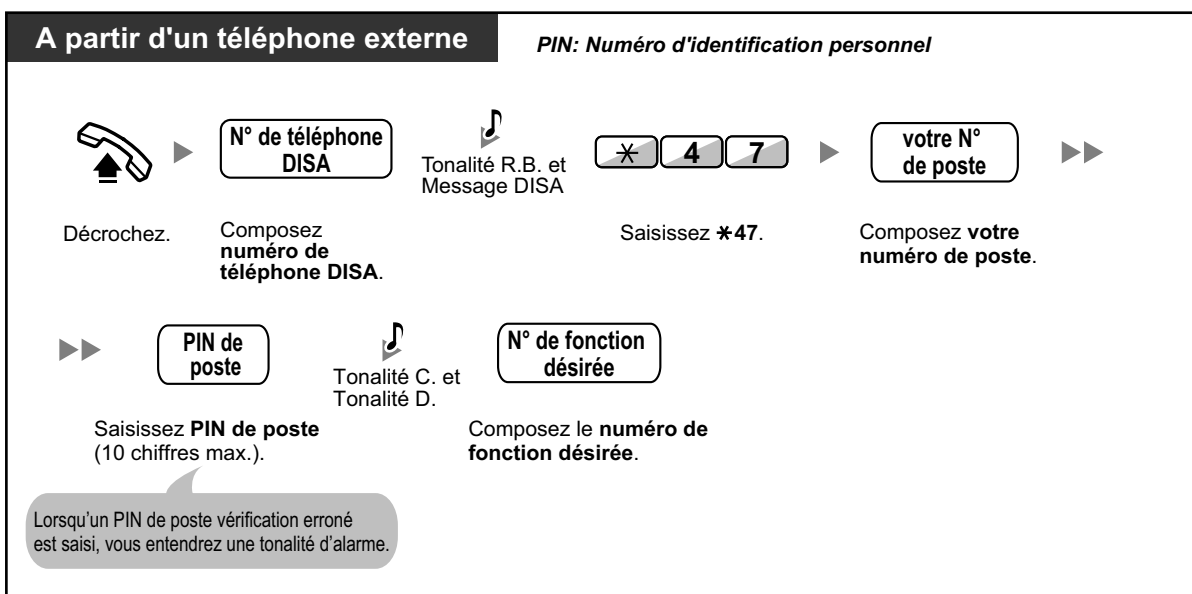 A partir d'un téléphone externe
PIN: Numéro d'identification personnel
N° de téléphone
DISA
Tonalité R.B. et
Message DISA
* 4 7
votre N°
de poste
Décrochez.
Composez
numéro de
téléphone DISA.
Saisissez *47.
Composez votre
numéro de poste.
PIN de
poste
Tonalité C. et
Tonalité D.
N° de fonction
désirée
Saisissez PIN de poste
(10 chiffres max.).
Composez le numéro de
fonction désirée.
Lorsqu'un PIN de poste vérification erroné
est saisi, vous entendrez une tonalité d’alarme.